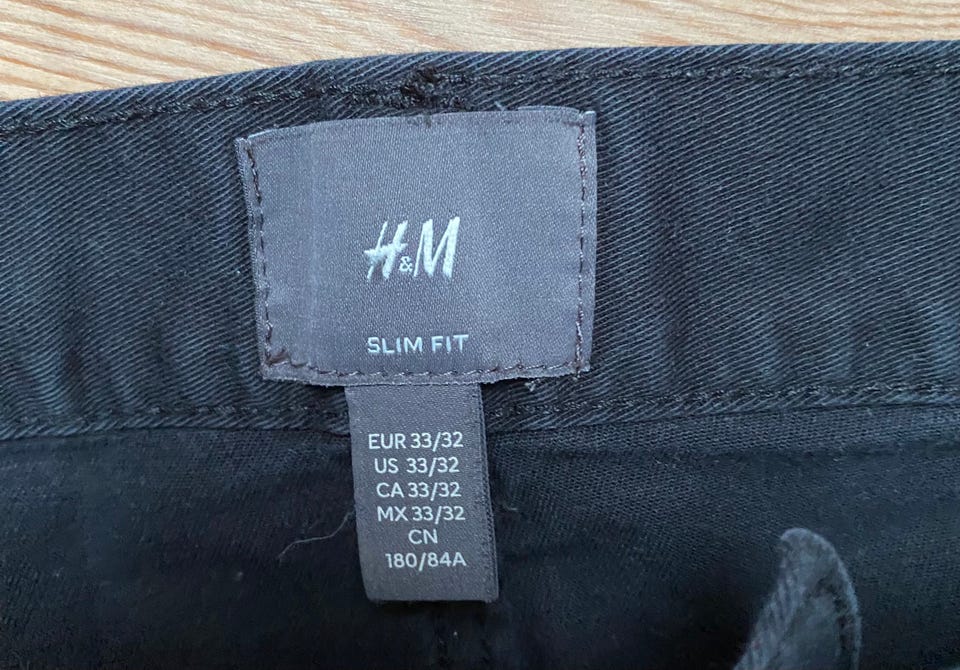 H&M
SLIM FIT
EUR 33/32
US 33/32
CA 33/32
MX 33/32
CN
180/84A